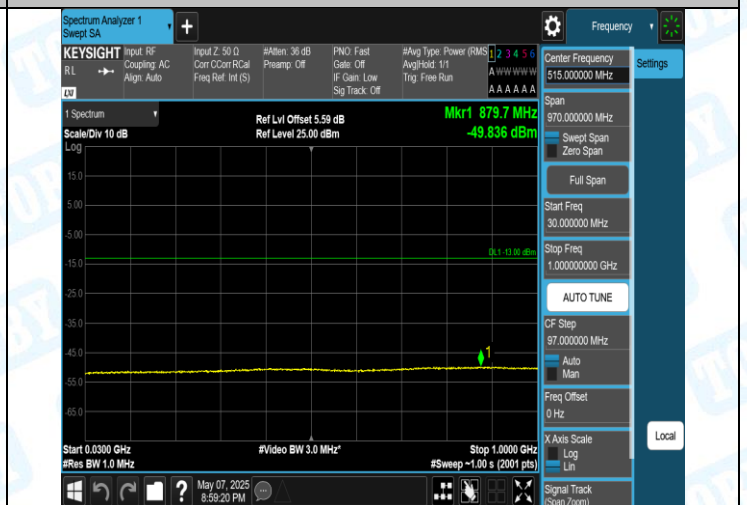 Spectrum Analyzer 1
Swept SA
+
Frequency
KEYSIGHT
RL
LXI
Input: RF
Coupling: AC
Align: Auto
Input Z: 50 Ω
Corr CCorr RCal
Freq Ref: Int (S)
#Atten: 36 dB
Preamp: Off
PNO: Fast
Gate: Off
IF Gain: Low
Sig Track: Off
#Avg Type: Power (RMS
Avg|Hold: 1/1
Trig: Free Run
1 2 3 4 5 6
A W W W W W
A A A A A A
1 Spectrum
Scale/Div 10 dB
Log
Ref Lvl Offset 5.59 dB
Ref Level 25.00 dBm
Mkr1 879.7 MHz
-49.836 dBm
15.0
5.00
-5.00
-15.0
-25.0
-35.0
-45.0
-55.0
-65.0
DL1 -13.00 dBm
1
Start 0.0300 GHz
#Res BW 1.0 MHz
#Video BW 3.0 MHz*
Stop 1.0000 GHz
#Sweep ~1.00 s (2001 pts)
Center Frequency
515.000000 MHz
Settings
Span
970.000000 MHz
Swept Span
Zero Span
Full Span
Start Freq
30.000000 MHz
Stop Freq
1.000000000 GHz
AUTO TUNE
CF Step
97.000000 MHz
Auto
Man
Freq Offset
0 Hz
X Axis Scale
Log
Lin
Local
Signal Track
(Span Zoom)
?
May 07, 2025
8:59:20 PM